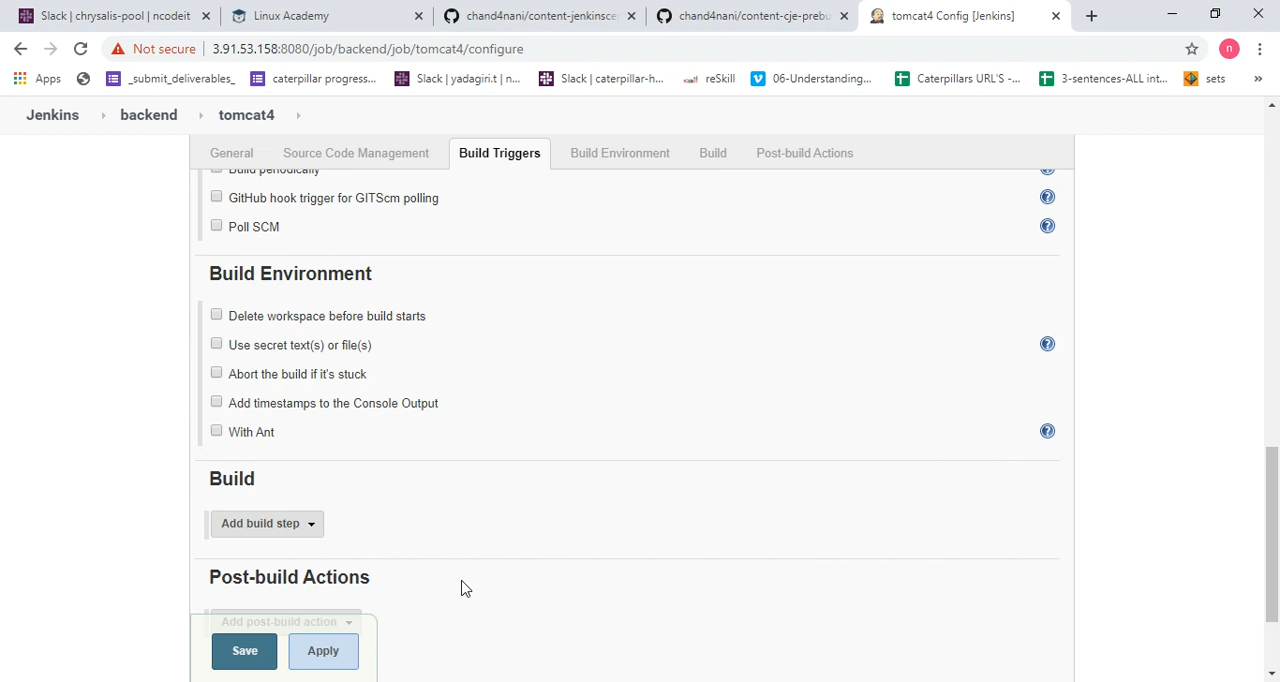 Slack | chrysalis-pool | ncodeit
Linux Academy
chand4nani/content-jenkinsce
chand4nani/content-cje-prebu
tomcat4 Config [Jenkins]
Not secure | 3.91.53.158:8080/job/backend/job/tomcat4/configure
n
Apps
_submit_deliverables_
caterpillar progress...
Slack | yadagiri.t | n...
Slack | caterpillar-h...
reSkill
06-Understanding...
Caterpillars URL'S -...
3-sentences-ALL int...
sets
»
Jenkins
backend
tomcat4
General
Source Code Management
Build Triggers
Build Environment
Build
Post-build Actions
Build periodically
GitHub hook trigger for GITScm polling
Poll SCM
Build Environment
Delete workspace before build starts
Use secret text(s) or file(s)
Abort the build if it's stuck
Add timestamps to the Console Output
With Ant
Build
Add build step
Post-build Actions
Add post-build action
Save
Apply